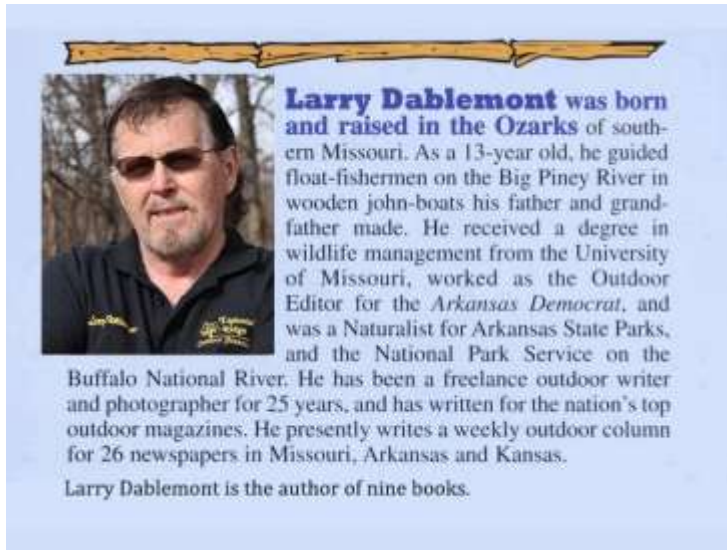 Larry Dablemont was born
and raised in the Ozarks of south-
ern Missouri. As a 13-year old, he guided
float-fishermen on the Big Piney River in
wooden john-boats his father and grand-
father made. He received a degree in
wildlife management from the University
of Missouri, worked as the Outdoor
Editor for the Arkansas Democrat, and
was a Naturalist for Arkansas State Parks,
and the National Park Service on the
Buffalo National River. He has been a freelance outdoor writer
and photographer for 25 years, and has written for the nation's top
outdoor magazines. He presently writes a weekly outdoor column
for 26 newspapers in Missouri, Arkansas and Kansas.
Larry Dablemont is the author of nine books.